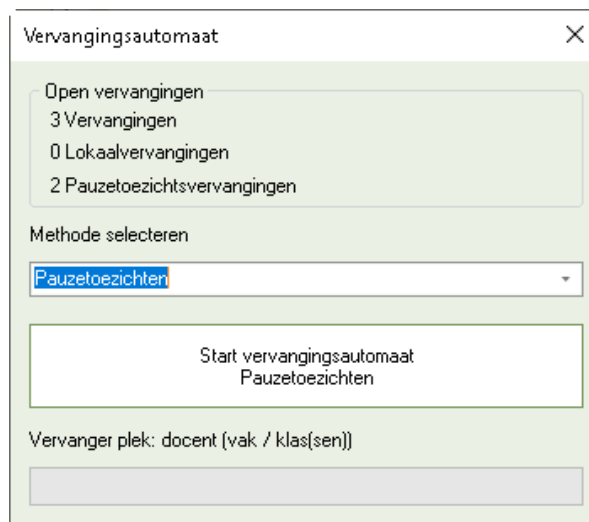 Vervangingsautomaat
Open vervangingen
3 Vervangingen
0 Lokaalvervangingen
2 Pauzetoezichtsvervangingen
Methode selecteren
Pauzetoezichten
Start vervangingsautomaat
Pauzetoezichten
Vervanger plek: docent (vak / klas(sen))